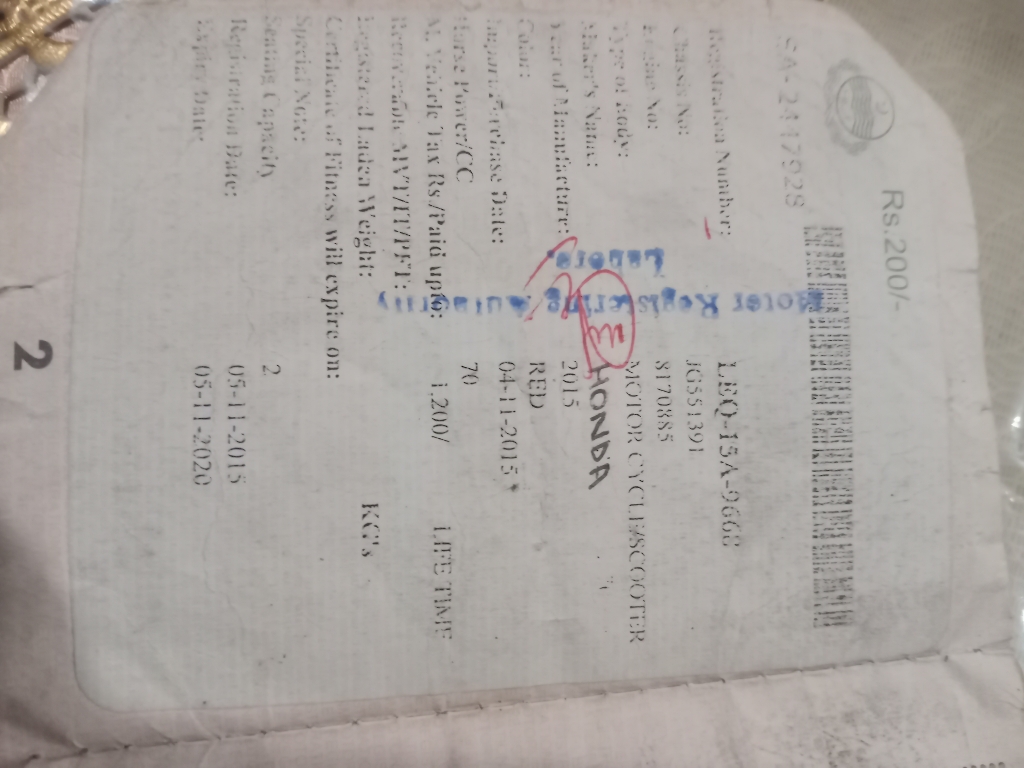 Rs.200/-
Registration Number: LEQ-15A-9668
Chassis No: JG551391
Engine No: 8170885
Type of Body: MOTOR CYCLE/SCOOTER
Maker's Name: HONDA
Year of Manufacture: 2015
Color: RED
Import/Purchase Date: 04-11-2015
Horse Power/CC 70
M. Vehicle Tax Rs./Paid upto: 1,200/ LIFE TIME
Registered Laden Weight: KG's
Certificate of Fitness will expire on:
Special Note:
Seating Capacity 2
Registration Date: 05-11-2015
Expiry Date: 05-11-2020
Motor Registering Authority
Lahore.
2